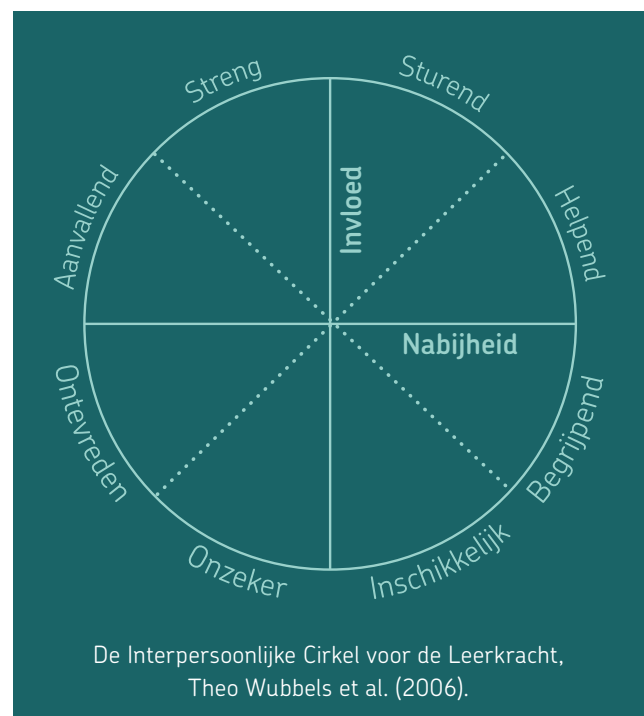 Streng
Sturend
Aanvallend
Invloed
Helpend
Nabijheid
Ontevreden
Begrijpend
Onzeker
Inschikkelijk
De Interpersoonlijke Cirkel voor de Leerkracht,
Theo Wubbels et al. (2006).